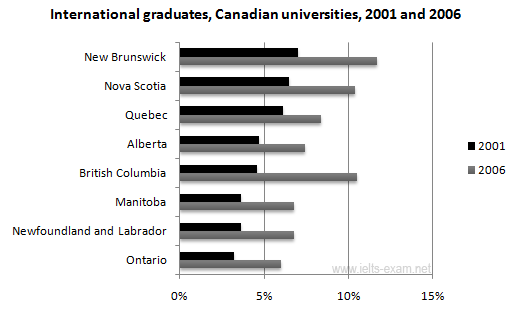 International graduates, Canadian universities, 2001 and 2006
New Brunswick
Nova Scotia
Quebec
Alberta
British Columbia
Manitoba
Newfoundland and Labrador
Ontario
2001
2006
www.ielts-exam.net
0% 5% 10% 15%